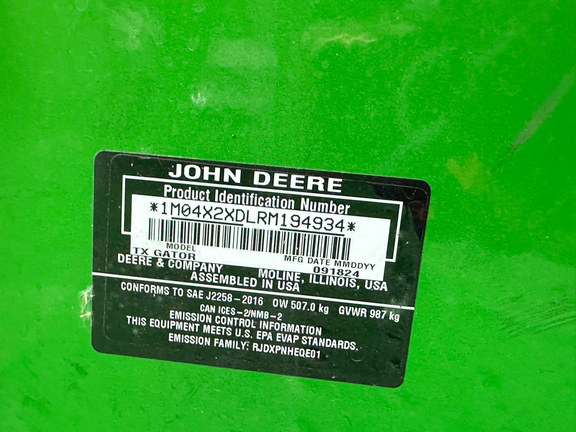 JOHN DEERE
Product Identification Number
*1M04X2XDLRM194934*
MODEL MFG DATE MMDDYY
TX GATOR 091824
DEERE & COMPANY MOLINE, ILLINOIS, USA
ASSEMBLED IN USA
CONFORMS TO SAE J2258-2016 OW 507.0 kg GVWR 987 kg
CAN ICES-2/NMB-2
EMISSION CONTROL INFORMATION
THIS EQUIPMENT MEETS U.S. EPA EVAP STANDARDS.
EMISSION FAMILY: RJDXPNHEQE01